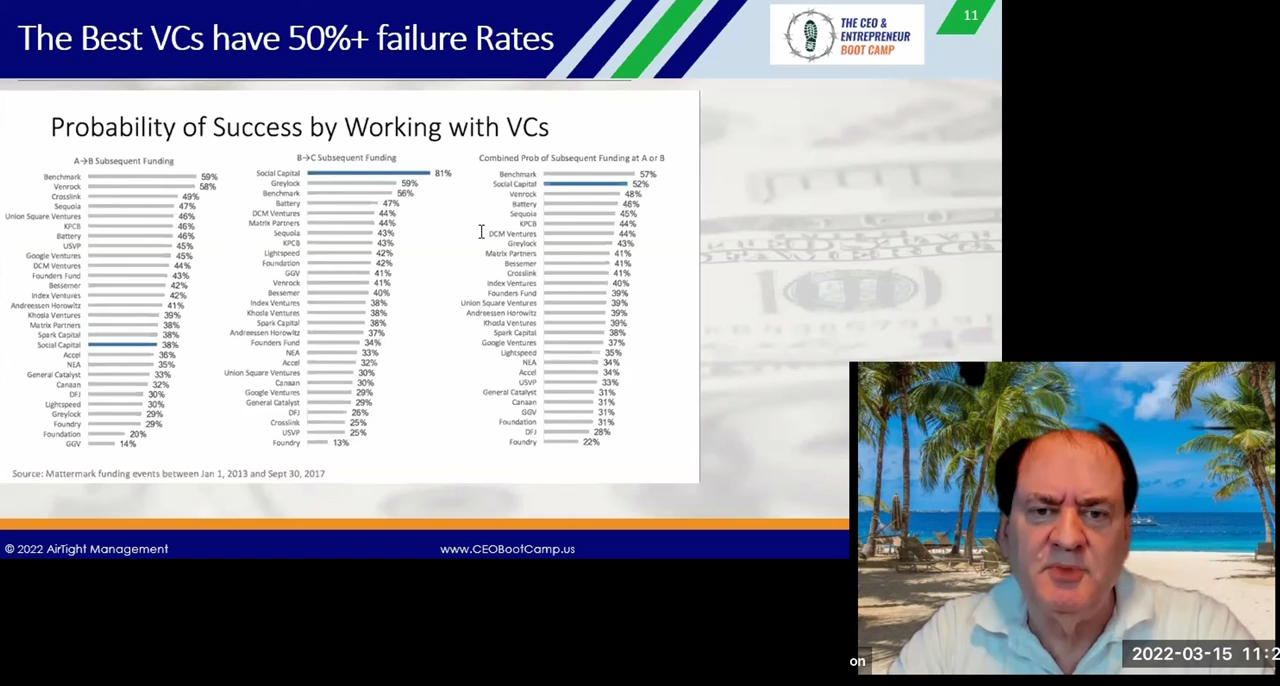 The Best VCs have 50%+ failure Rates
THE CEO &
ENTREPRENEUR
BOOT CAMP
11
Probability of Success by Working with VCs
A→B Subsequent Funding
Benchmark 59%
Venrock 58%
Crosslink 49%
Sequoia 47%
Union Square Ventures 46%
KPCB 46%
Battery 46%
USVP 45%
Google Ventures 45%
DCM Ventures 44%
Founders Fund 43%
Bessemer 42%
Index Ventures 42%
Andreessen Horowitz 41%
Khosla Ventures 39%
Matrix Partners 38%
Spark Capital 38%
Social Capital 38%
Accel 36%
NEA 35%
General Catalyst 33%
Canaan 32%
DFJ 30%
Lightspeed 30%
Greylock 29%
Foundry 29%
Foundation 20%
GGV 14%
B→C Subsequent Funding
Social Capital 81%
Greylock 59%
Benchmark 56%
Battery 47%
DCM Ventures 44%
Matrix Partners 44%
Sequoia 43%
KPCB 43%
Lightspeed 42%
Foundation 42%
GGV 41%
Venrock 41%
Bessemer 40%
Index Ventures 38%
Khosla Ventures 38%
Spark Capital 38%
Andreessen Horowitz 37%
Founders Fund 34%
NEA 33%
Accel 32%
Union Square Ventures 30%
Canaan 30%
Google Ventures 29%
General Catalyst 29%
DFJ 26%
Crosslink 25%
USVP 25%
Foundry 13%
Combined Prob of Subsequent Funding at A or B
Benchmark 57%
Social Capital 52%
Venrock 48%
Battery 46%
Sequoia 45%
KPCB 44%
DCM Ventures 44%
Greylock 43%
Matrix Partners 41%
Bessemer 41%
Crosslink 41%
Index Ventures 40%
Founders Fund 39%
Union Square Ventures 39%
Andreessen Horowitz 39%
Khosla Ventures 39%
Spark Capital 38%
Google Ventures 37%
Lightspeed 35%
NEA 34%
Accel 34%
USVP 33%
General Catalyst 31%
Canaan 31%
GGV 31%
Foundation 31%
DFJ 28%
Foundry 22%
Source: Mattermark funding events between Jan 1, 2013 and Sept 30, 2017
© 2022 AirTight Management
www.CEOBootCamp.us
on
2022-03-15 11:2